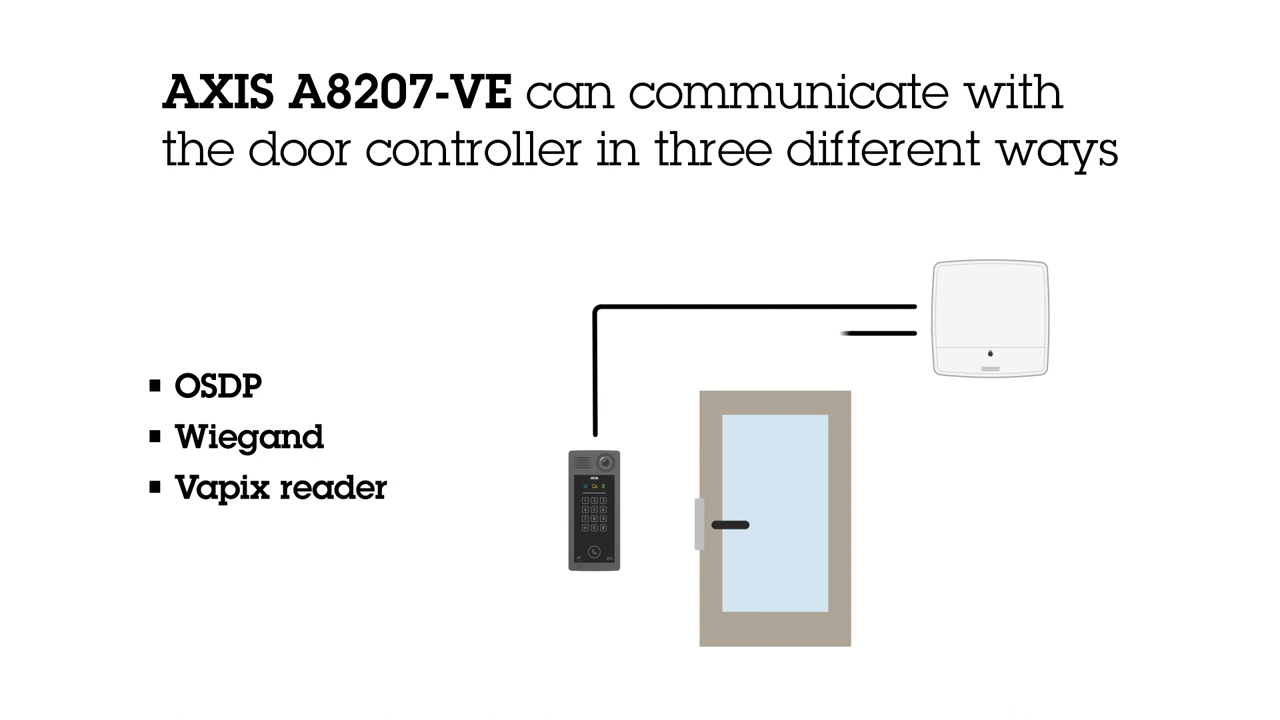 AXIS A8207-VE can communicate with
the door controller in three different ways
OSDP
Wiegand
Vapix reader